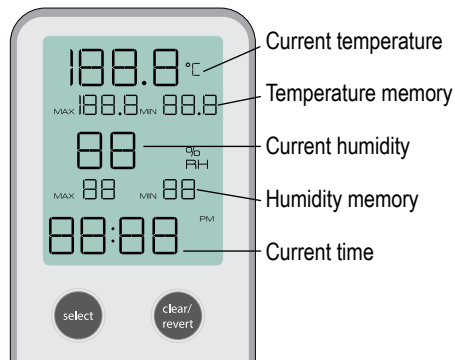 188.8 °C
Current temperature
MAX 188.8 MIN 88.8
Temperature memory
88 % RH
Current humidity
MAX 88 MIN 88
Humidity memory
88:88 PM
Current time
select
clear/
revert